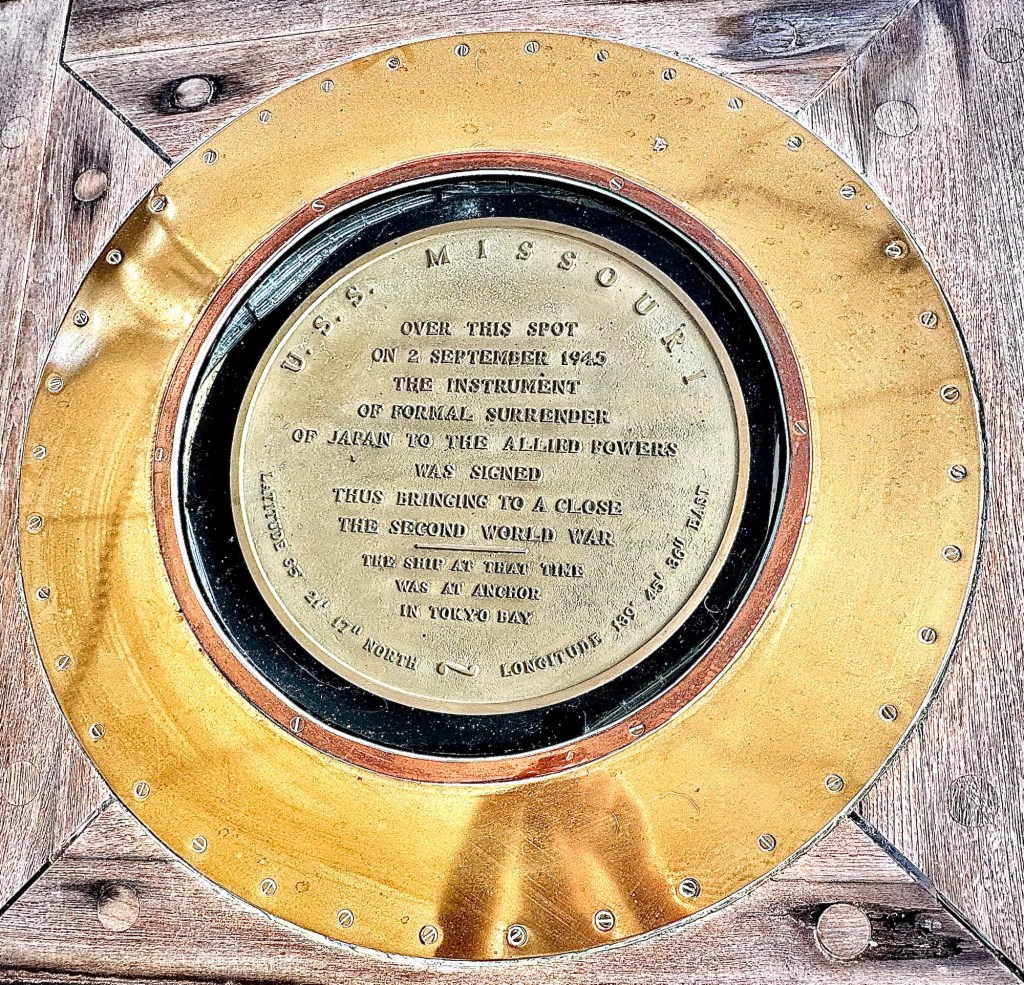 U. S. S. MISSOURI
OVER THIS SPOT
ON 2 SEPTEMBER 1945
THE INSTRUMENT
OF FORMAL SURRENDER
OF JAPAN TO THE ALLIED POWERS
WAS SIGNED
THUS BRINGING TO A CLOSE
THE SECOND WORLD WAR
THE SHIP AT THAT TIME
WAS AT ANCHOR
IN TOKYO BAY
LATITUDE 35° 21' 17" NORTH ~ LONGITUDE 139° 45' 36" EAST